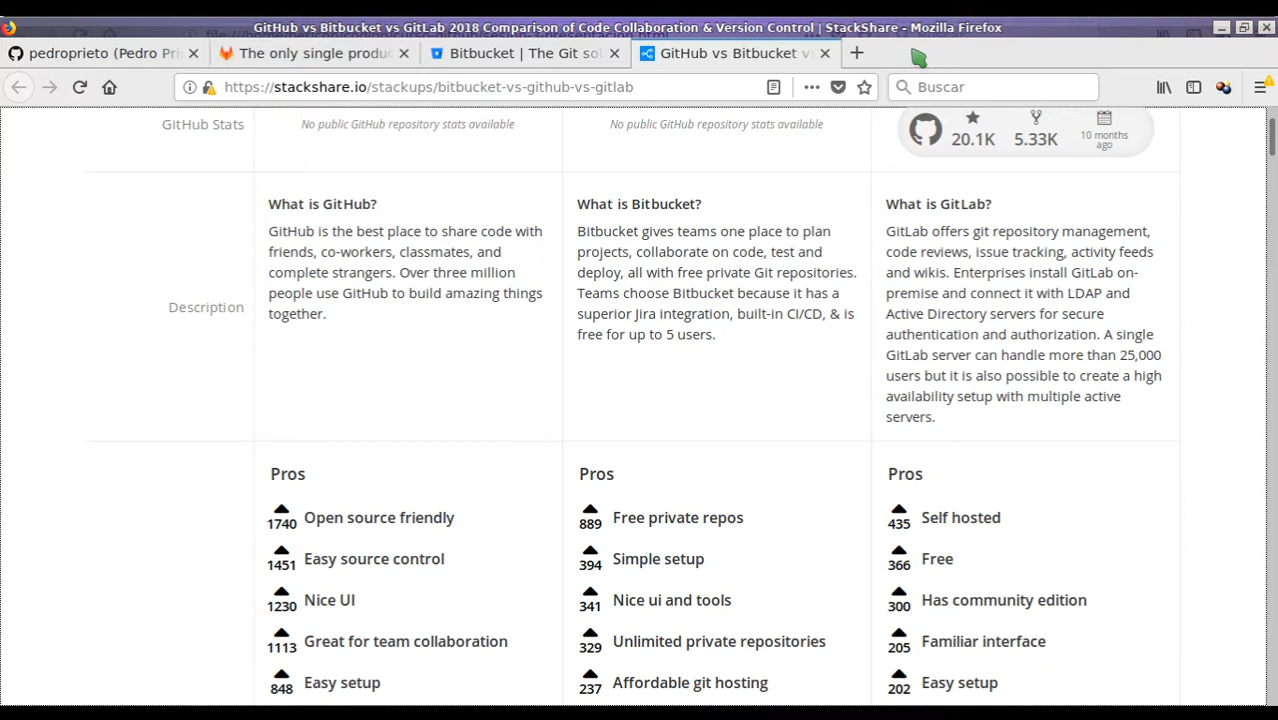 GitHub vs Bitbucket vs GitLab 2018 Comparison of Code Collaboration & Version Control | StackShare - Mozilla Firefox
pedroprieto (Pedro Pri
The only single produc
Bitbucket | The Git sol
GitHub vs Bitbucket vs
https://stackshare.io/stackups/bitbucket-vs-github-vs-gitlab
Buscar
GitHub Stats
No public GitHub repository stats available
No public GitHub repository stats available
20.1K
5.33K
10 months
ago
Description
What is GitHub?
GitHub is the best place to share code with
friends, co-workers, classmates, and
complete strangers. Over three million
people use GitHub to build amazing things
together.
What is Bitbucket?
Bitbucket gives teams one place to plan
projects, collaborate on code, test and
deploy, all with free private Git repositories.
Teams choose Bitbucket because it has a
superior Jira integration, built-in CI/CD, & is
free for up to 5 users.
What is GitLab?
GitLab offers git repository management,
code reviews, issue tracking, activity feeds
and wikis. Enterprises install GitLab on-
premise and connect it with LDAP and
Active Directory servers for secure
authentication and authorization. A single
GitLab server can handle more than 25,000
users but it is also possible to create a high
availability setup with multiple active
servers.
Pros
1740 Open source friendly
1451 Easy source control
1230 Nice UI
1113 Great for team collaboration
848 Easy setup
Pros
889 Free private repos
394 Simple setup
341 Nice ui and tools
329 Unlimited private repositories
237 Affordable git hosting
Pros
435 Self hosted
366 Free
300 Has community edition
205 Familiar interface
202 Easy setup